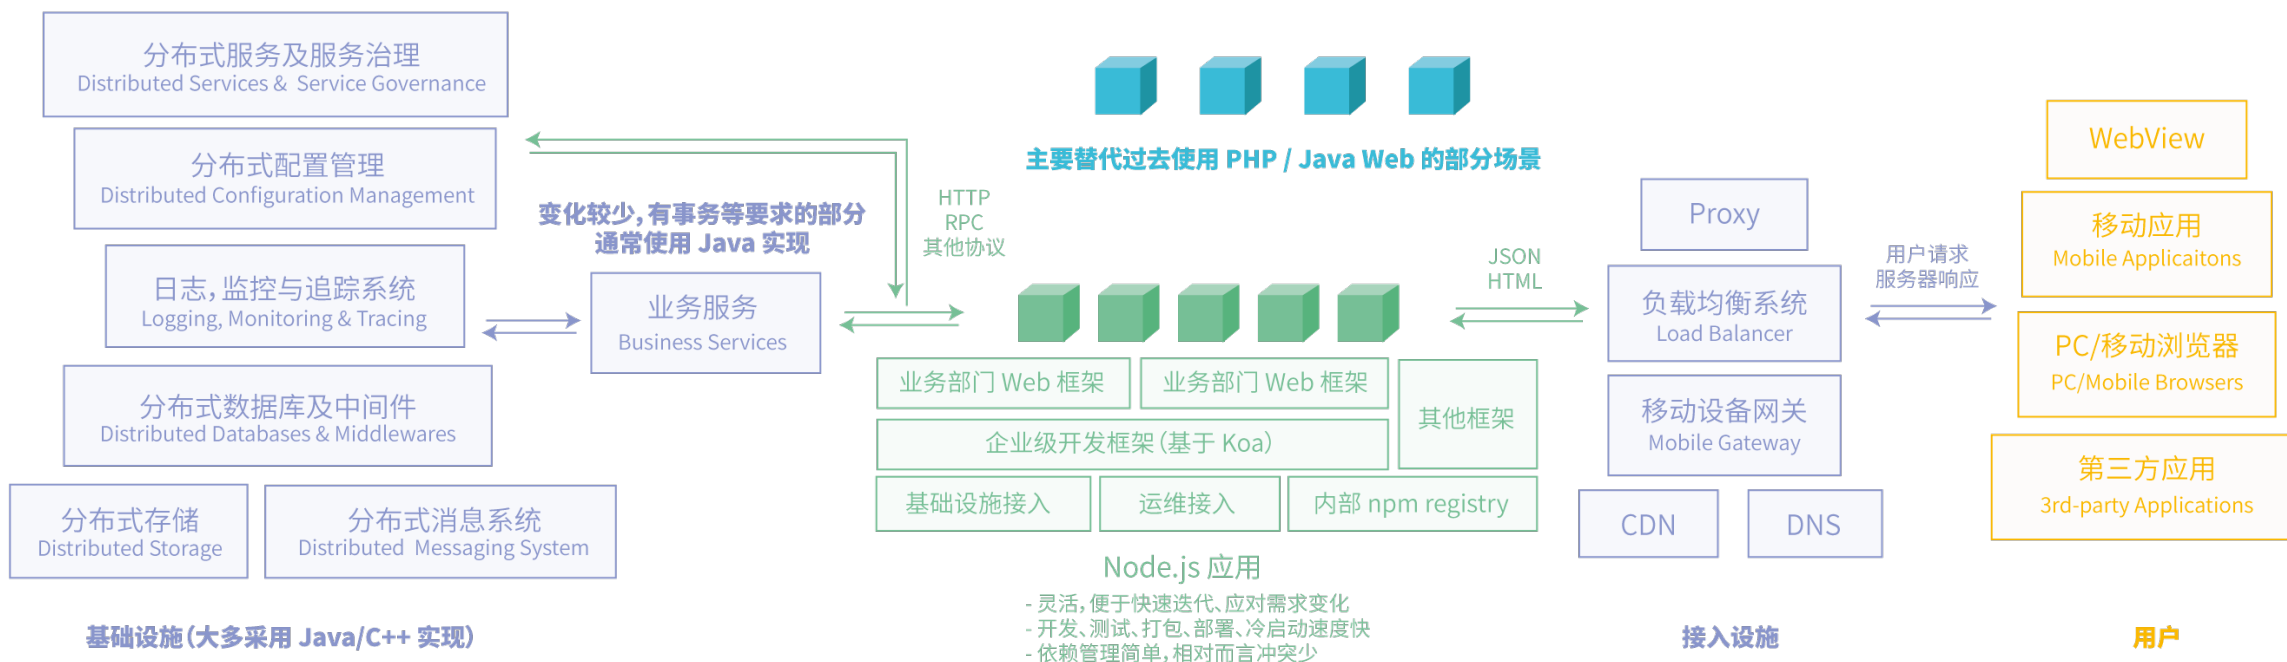 分布式服务及服务治理
Distributed Services & Service Governance
分布式配置管理
Distributed Configuration Management
日志，监控与追踪系统
Logging, Monitoring & Tracing
分布式数据库及中间件
Distributed Databases & Middlewares
分布式存储
Distributed Storage
分布式消息系统
Distributed Messaging System
基础设施（大多采用 Java/C++ 实现）
变化较少，有事务等要求的部分
通常使用 Java 实现
业务服务
Business Services
HTTP
RPC
其他协议
主要替代过去使用 PHP / Java Web 的部分场景
业务部门 Web 框架
业务部门 Web 框架
其他框架
企业级开发框架（基于 Koa）
基础设施接入
运维接入
内部 npm registry
Node.js 应用
- 灵活，便于快速迭代、应对需求变化
- 开发、测试、打包、部署、冷启动速度快
- 依赖管理简单，相对而言冲突少
JSON
HTML
Proxy
负载均衡系统
Load Balancer
移动设备网关
Mobile Gateway
CDN
DNS
接入设施
用户请求
服务器响应
WebView
移动应用
Mobile Applicaitons
PC/移动浏览器
PC/Mobile Browsers
第三方应用
3rd-party Applications
用户